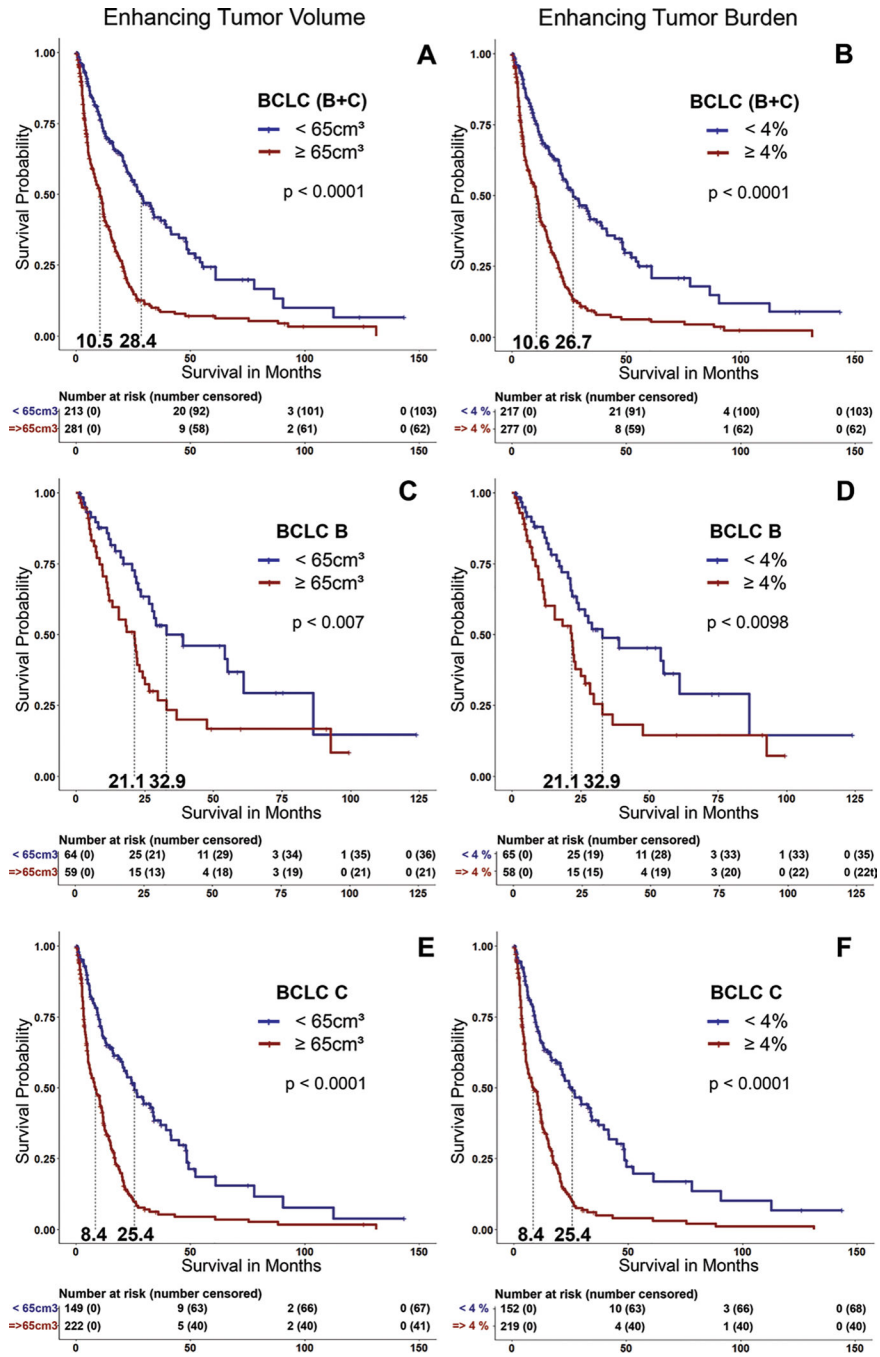 Enhancing Tumor Volume
Enhancing Tumor Burden
A
BCLC (B+C)
< 65cm³
≥ 65cm³
p < 0.0001
Survival Probability
1.00
0.75
0.50
0.25
0.00
10.5 28.4
0 50 100 150
Survival in Months
Number at risk (number censored)
< 65cm3 213 (0) 20 (92) 3 (101) 0 (103)
=>65cm3 281 (0) 9 (58) 2 (61) 0 (62)
0 50 100 150
B
BCLC (B+C)
< 4%
≥ 4%
p < 0.0001
Survival Probability
1.00
0.75
0.50
0.25
0.00
10.6 26.7
0 50 100 150
Survival in Months
Number at risk (number censored)
< 4 % 217 (0) 21 (91) 4 (100) 0 (103)
=> 4 % 277 (0) 8 (59) 1 (62) 0 (62)
0 50 100 150
C
BCLC B
< 65cm³
≥ 65cm³
p < 0.007
Survival Probability
1.00
0.75
0.50
0.25
0.00
21.1 32.9
0 25 50 75 100 125
Survival in Months
Number at risk (number censored)
< 65cm3 64 (0) 25 (21) 11 (29) 3 (34) 1 (35) 0 (36)
=>65cm3 59 (0) 15 (13) 4 (18) 3 (19) 0 (21) 0 (21)
0 25 50 75 100 125
D
BCLC B
< 4%
≥ 4%
p < 0.0098
Survival Probability
1.00
0.75
0.50
0.25
0.00
21.1 32.9
0 25 50 75 100 125
Survival in Months
Number at risk (number censored)
< 4 % 65 (0) 25 (19) 11 (28) 3 (33) 1 (33) 0 (35)
=> 4 % 58 (0) 15 (15) 4 (19) 3 (20) 0 (22) 0 (22t)
0 25 50 75 100 125
E
BCLC C
< 65cm³
≥ 65cm³
p < 0.0001
Survival Probability
1.00
0.75
0.50
0.25
0.00
8.4 25.4
0 50 100 150
Survival in Months
Number at risk (number censored)
< 65cm3 149 (0) 9 (63) 2 (66) 0 (67)
=>65cm3 222 (0) 5 (40) 2 (40) 0 (41)
0 50 100 150
F
BCLC C
< 4%
≥ 4%
p < 0.0001
Survival Probability
1.00
0.75
0.50
0.25
0.00
8.4 25.4
0 50 100 150
Survival in Months
Number at risk (number censored)
< 4 % 152 (0) 10 (63) 3 (66) 0 (68)
=> 4 % 219 (0) 4 (40) 1 (40) 0 (40)
0 50 100 150